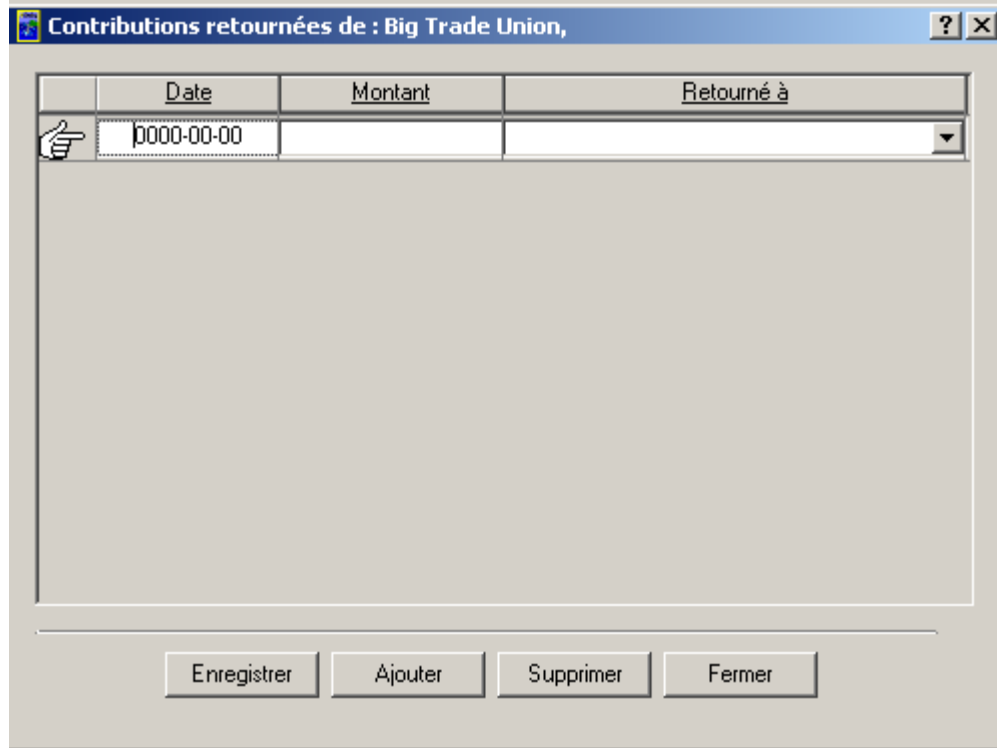 Contributions retournées de : Big Trade Union,
Date Montant Retourné à
0000-00-00
Enregistrer Ajouter Supprimer Fermer